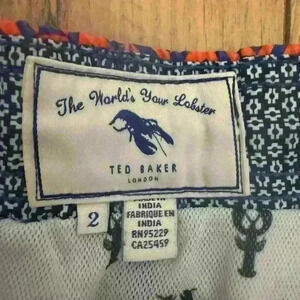 The World's Your Lobster
TED BAKER
LONDON
2
MADE IN
INDIA
FABRIQUE EN
INDIA
RN95229
CA25459